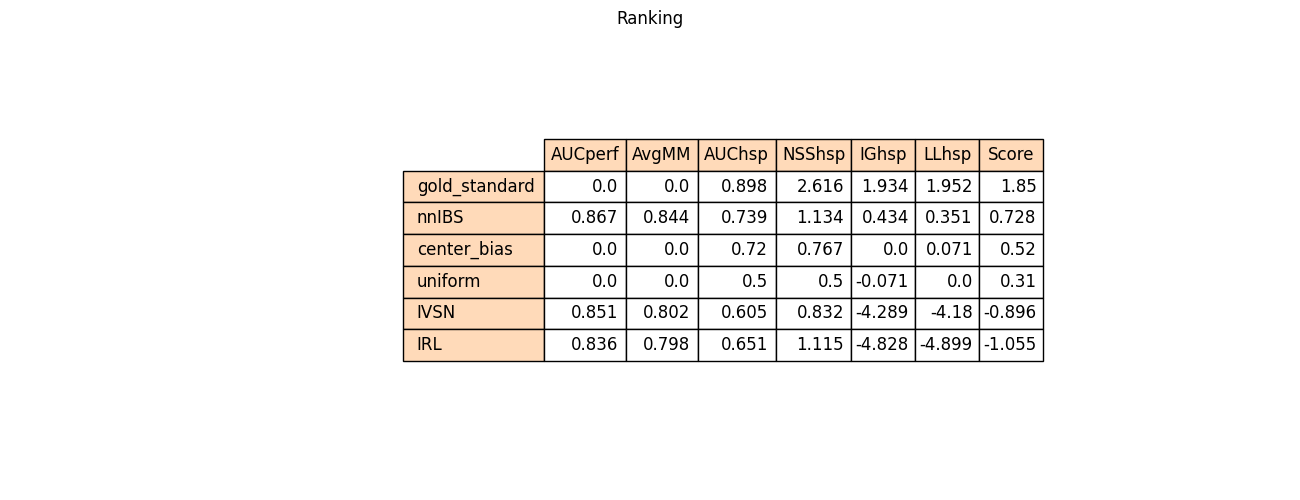 Ranking
AUCperf AvgMM AUChsp NSShsp IGhsp LLhsp Score
gold_standard 0.0 0.0 0.898 2.616 1.934 1.952 1.85
nnIBS 0.867 0.844 0.739 1.134 0.434 0.351 0.728
center_bias 0.0 0.0 0.72 0.767 0.0 0.071 0.52
uniform 0.0 0.0 0.5 0.5 -0.071 0.0 0.31
IVSN 0.851 0.802 0.605 0.832 -4.289 -4.18 -0.896
IRL 0.836 0.798 0.651 1.115 -4.828 -4.899 -1.055